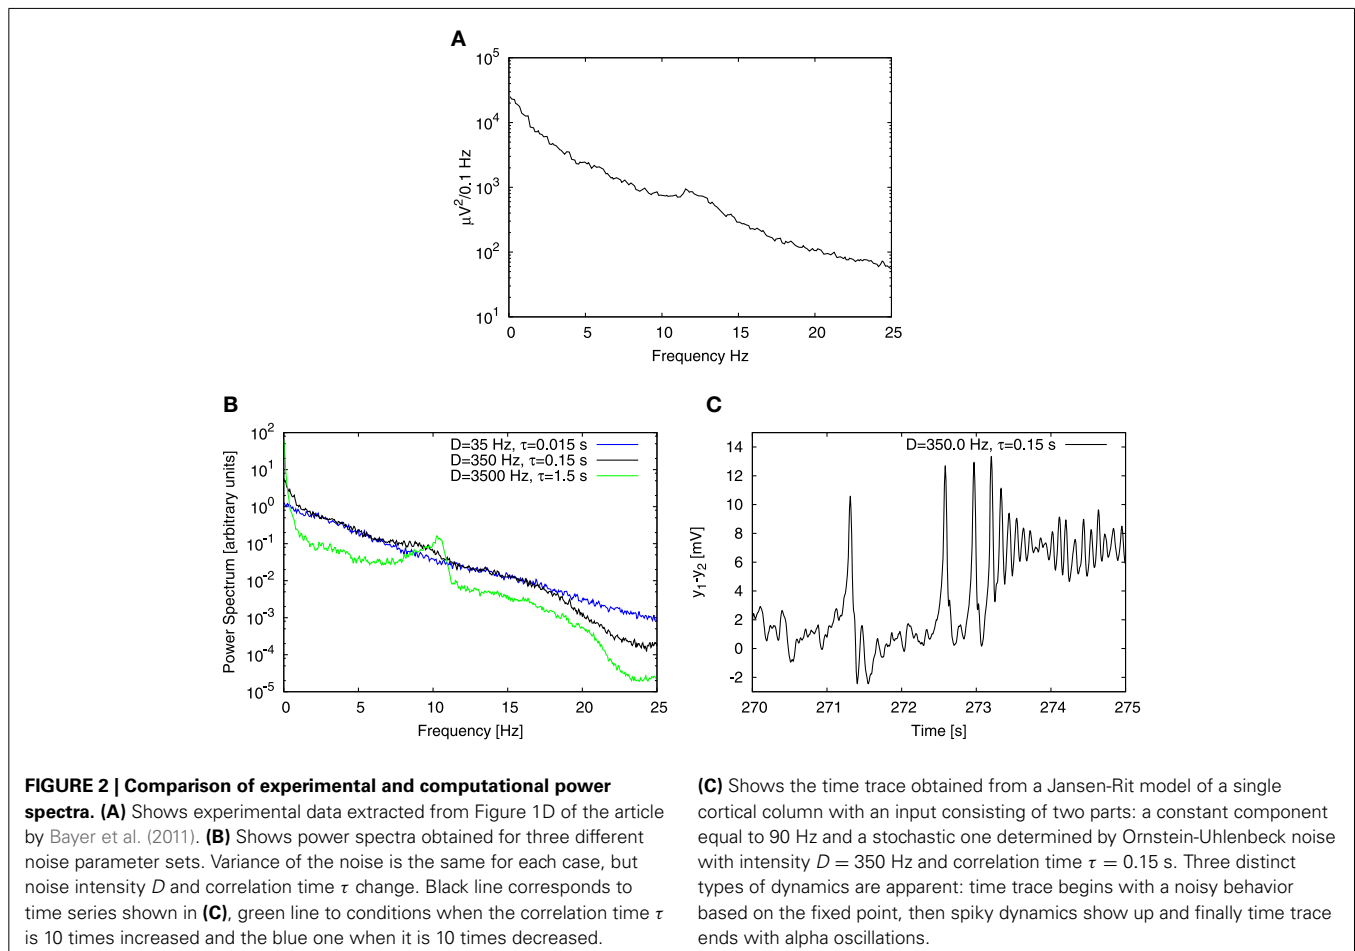 A
10^5
10^4
10^3
10^2
10^1
µV^2/0.1 Hz
0 5 10 15 20 25
Frequency Hz
B
D=35 Hz, τ=0.015 s
D=350 Hz, τ=0.15 s
D=3500 Hz, τ=1.5 s
10^2
10^1
10^0
10^-1
10^-2
10^-3
10^-4
10^-5
Power Spectrum [arbitrary units]
0 5 10 15 20 25
Frequency [Hz]
C
D=350.0 Hz, τ=0.15 s
14
12
10
8
6
4
2
0
-2
y1-y2 [mV]
270 271 272 273 274 275
Time [s]
FIGURE 2 | Comparison of experimental and computational power
spectra. (A) Shows experimental data extracted from Figure 1D of the article
by Bayer et al. (2011). (B) Shows power spectra obtained for three different
noise parameter sets. Variance of the noise is the same for each case, but
noise intensity D and correlation time τ change. Black line corresponds to
time series shown in (C), green line to conditions when the correlation time τ
is 10 times increased and the blue one when it is 10 times decreased.
(C) Shows the time trace obtained from a Jansen-Rit model of a single
cortical column with an input consisting of two parts: a constant component
equal to 90 Hz and a stochastic one determined by Ornstein-Uhlenbeck noise
with intensity D = 350 Hz and correlation time τ = 0.15 s. Three distinct
types of dynamics are apparent: time trace begins with a noisy behavior
based on the fixed point, then spiky dynamics show up and finally time trace
ends with alpha oscillations.